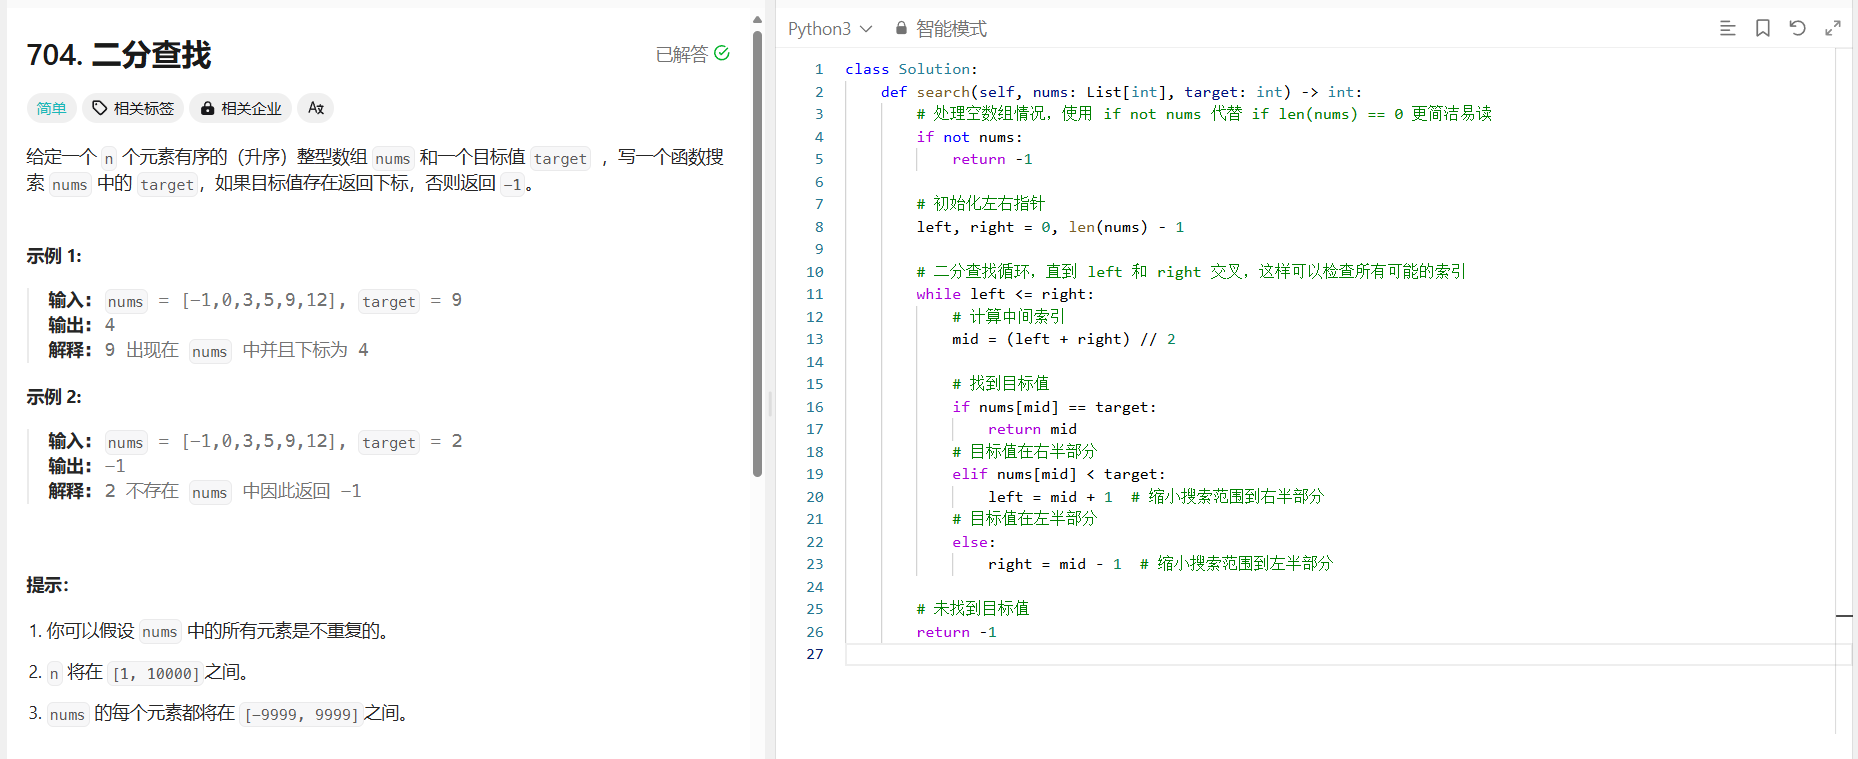 704. 二分查找
已解答
简单
相关标签
相关企业
给定一个 n 个元素有序的（升序）整型数组 nums 和一个目标值 target ，写一个函数搜
索 nums 中的 target，如果目标值存在返回下标，否则返回 -1。
示例 1:
输入: nums = [-1,0,3,5,9,12], target = 9
输出: 4
解释: 9 出现在 nums 中并且下标为 4
示例 2:
输入: nums = [-1,0,3,5,9,12], target = 2
输出: -1
解释: 2 不存在 nums 中因此返回 -1
提示:
1. 你可以假设 nums 中的所有元素是不重复的。
2. n 将在 [1, 10000]之间。
3. nums 的每个元素都将在 [-9999, 9999]之间。
Python3
智能模式
1 class Solution:
2     def search(self, nums: List[int], target: int) -> int:
3         # 处理空数组情况，使用 if not nums 代替 if len(nums) == 0 更简洁易读
4         if not nums:
5             return -1
6
7         # 初始化左右指针
8         left, right = 0, len(nums) - 1
9
10         # 二分查找循环，直到 left 和 right 交叉，这样可以检查所有可能的索引
11         while left <= right:
12             # 计算中间索引
13             mid = (left + right) // 2
14
15             # 找到目标值
16             if nums[mid] == target:
17                 return mid
18             # 目标值在右半部分
19             elif nums[mid] < target:
20                 left = mid + 1  # 缩小搜索范围到右半部分
21             # 目标值在左半部分
22             else:
23                 right = mid - 1  # 缩小搜索范围到左半部分
24
25         # 未找到目标值
26         return -1
27